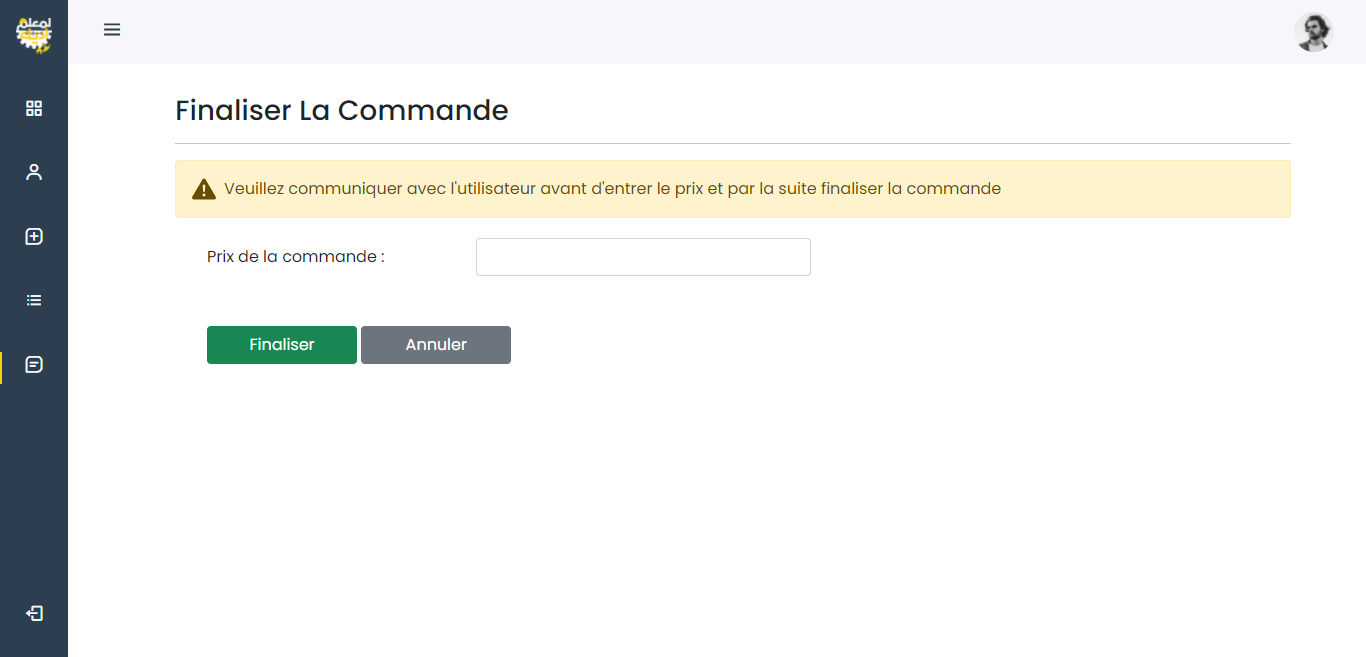 Finaliser La Commande
Veuillez communiquer avec l'utilisateur avant d'entrer le prix et par la suite finaliser la commande
Prix de la commande :
Finaliser
Annuler